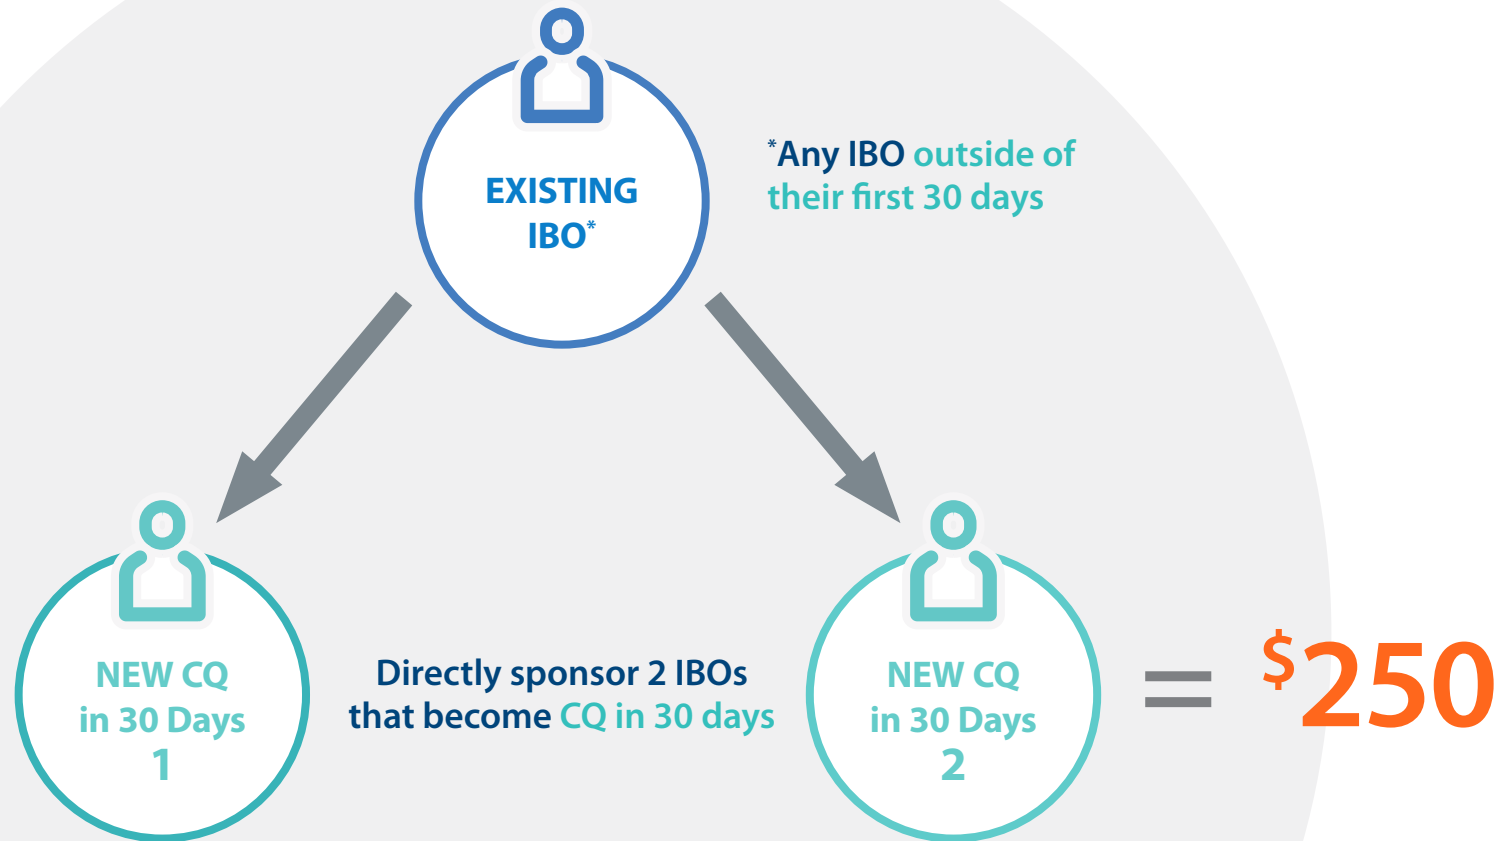 EXISTING
IBO*
*Any IBO outside of
their first 30 days
NEW CQ
in 30 Days
1
Directly sponsor 2 IBOs
that become CQ in 30 days
NEW CQ
in 30 Days
2
= $250